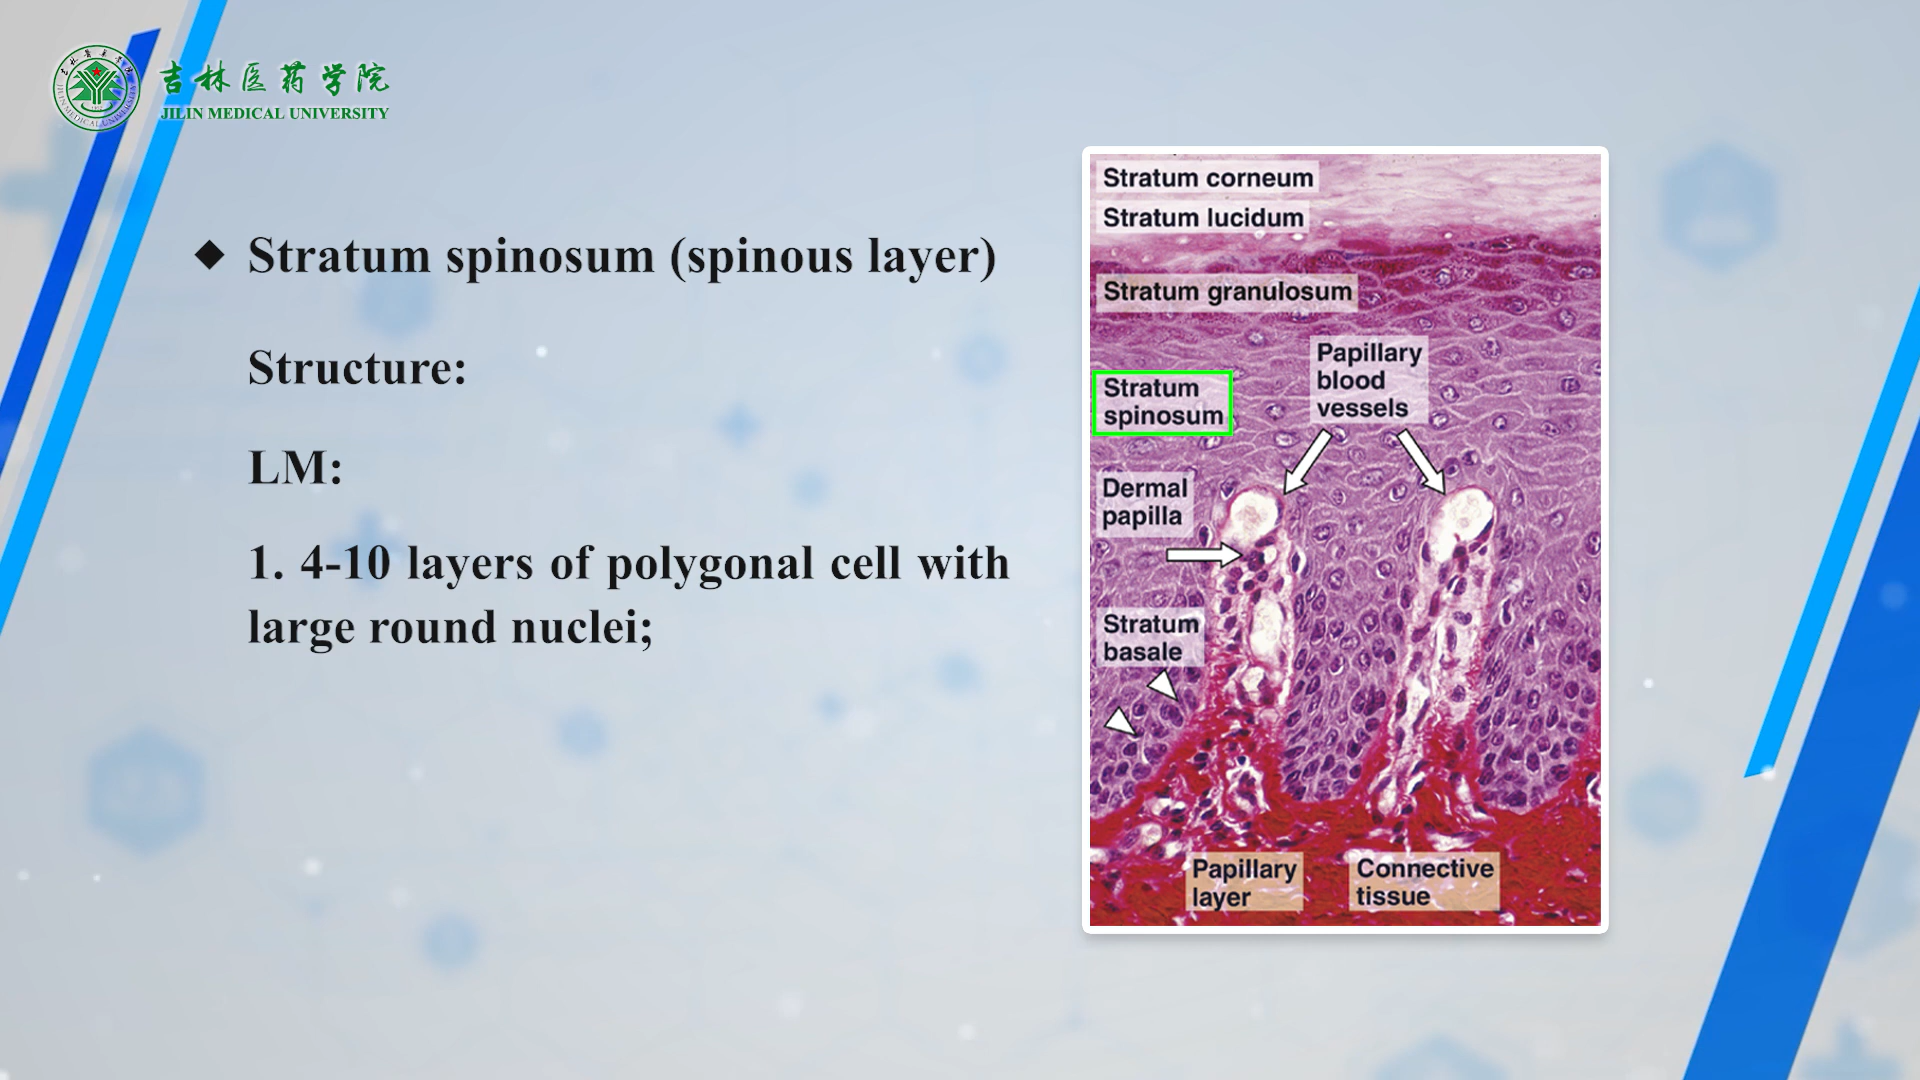 吉林医药学院
JILIN MEDICAL UNIVERSITY
◆ Stratum spinosum (spinous layer)
Structure:
LM:
1. 4-10 layers of polygonal cell with
large round nuclei;
Stratum corneum
Stratum lucidum
Stratum granulosum
Papillary
blood
vessels
Stratum
spinosum
Dermal
papilla
Stratum
basale
Papillary
layer
Connective
tissue